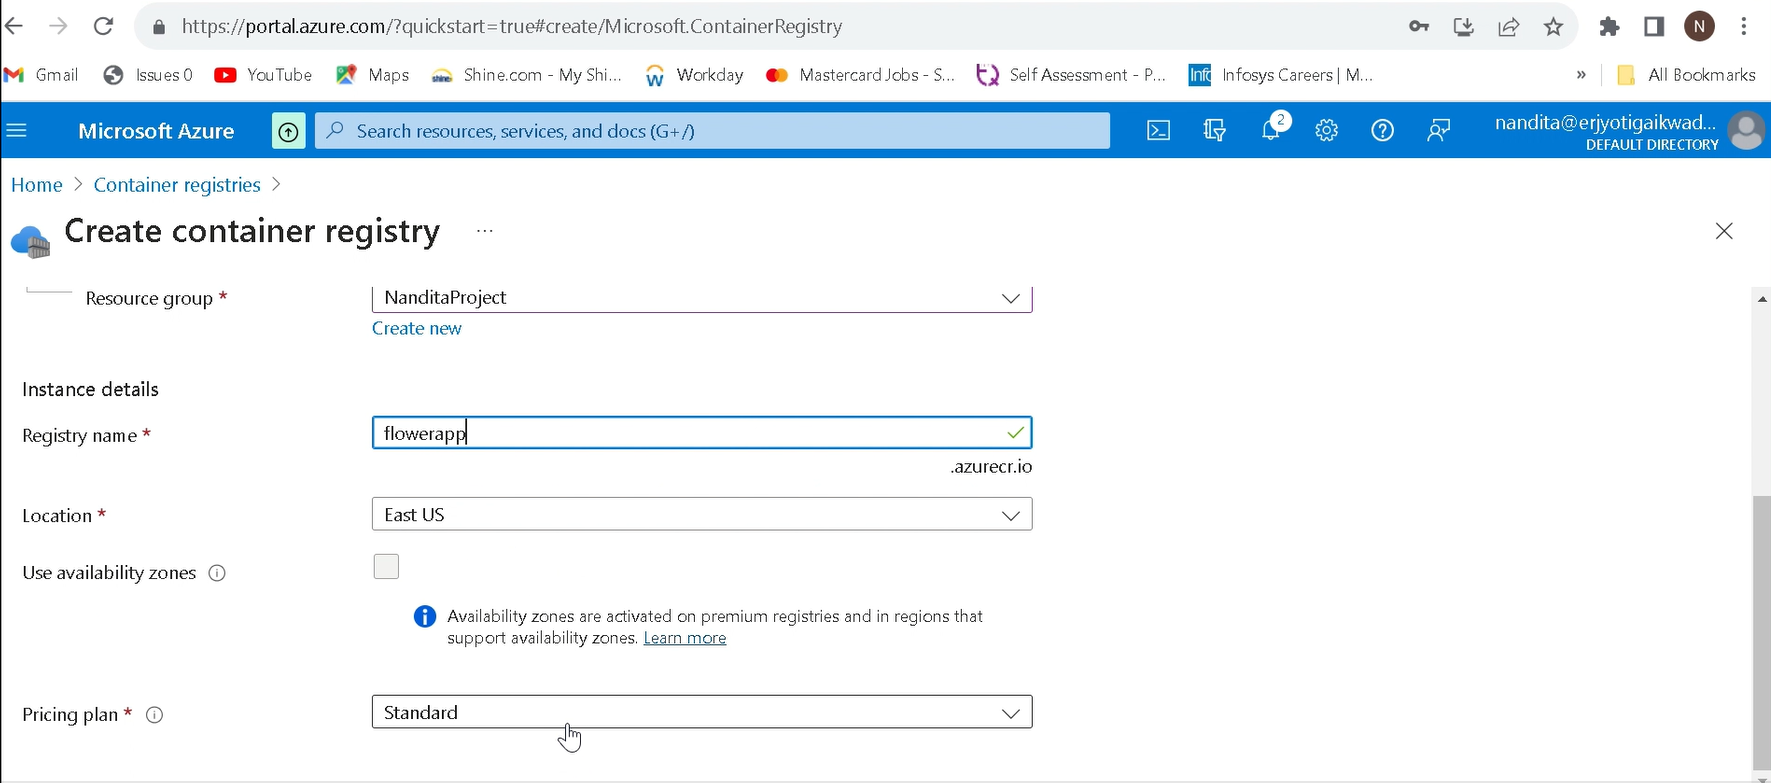 https://portal.azure.com/?quickstart=true#create/Microsoft.ContainerRegistry
N
Gmail Issues 0 YouTube Maps shine Shine.com - My Shi... Workday Mastercard Jobs - S... Self Assessment - P... Info Infosys Careers | M... » All Bookmarks
Microsoft Azure Search resources, services, and docs (G+/) 2 nandita@erjyotigaikwad...
DEFAULT DIRECTORY
Home > Container registries >
Create container registry ...
Resource group * NanditaProject
Create new
Instance details
Registry name * flowerapp
.azurecr.io
Location * East US
Use availability zones
Availability zones are activated on premium registries and in regions that
support availability zones. Learn more
Pricing plan * Standard